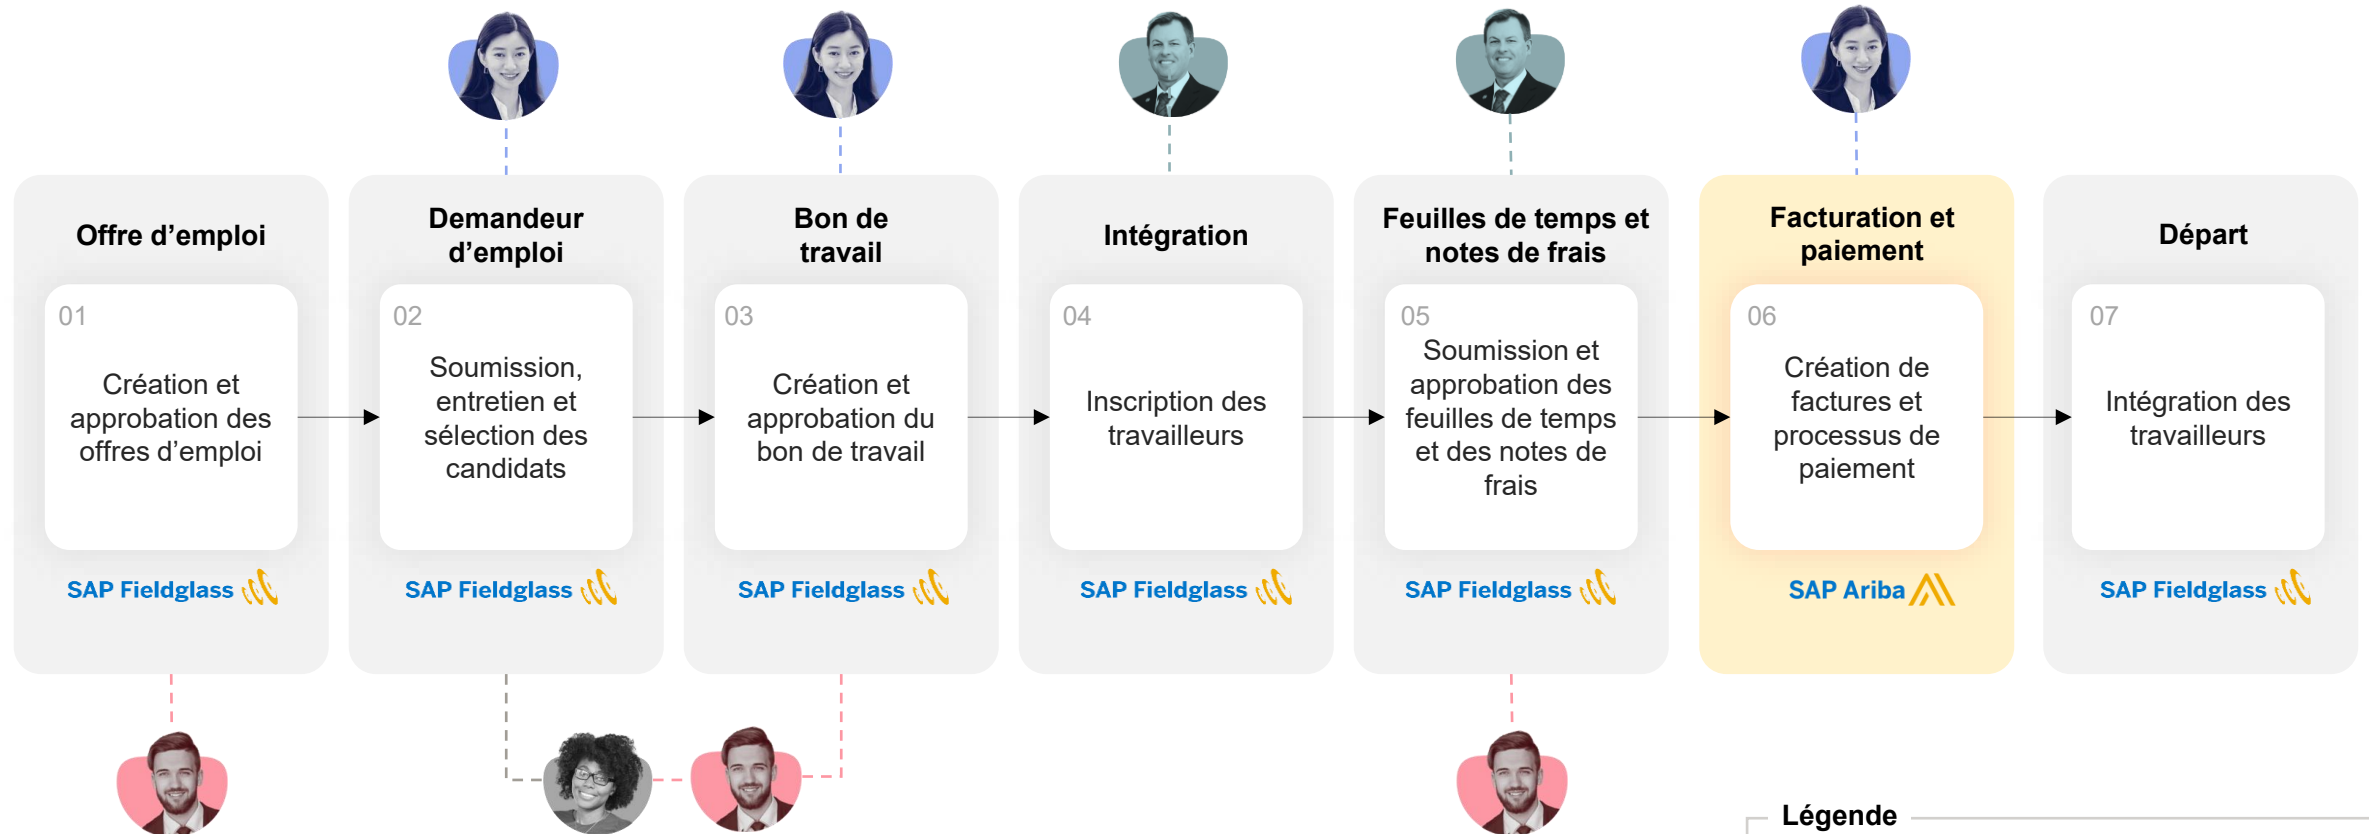 Offre d’emploi
01
Création et
approbation des
offres d’emploi
SAP Fieldglass
Demandeur
d’emploi
02
Soumission,
entretien et
sélection des
candidats
SAP Fieldglass
Bon de
travail
03
Création et
approbation du
bon de travail
SAP Fieldglass
Intégration
04
Inscription des
travailleurs
SAP Fieldglass
Feuilles de temps et
notes de frais
05
Soumission et
approbation des
feuilles de temps
et des notes de
frais
SAP Fieldglass
Facturation et
paiement
06
Création de
factures et
processus de
paiement
SAP Ariba
Départ
07
Intégration des
travailleurs
SAP Fieldglass
Légende